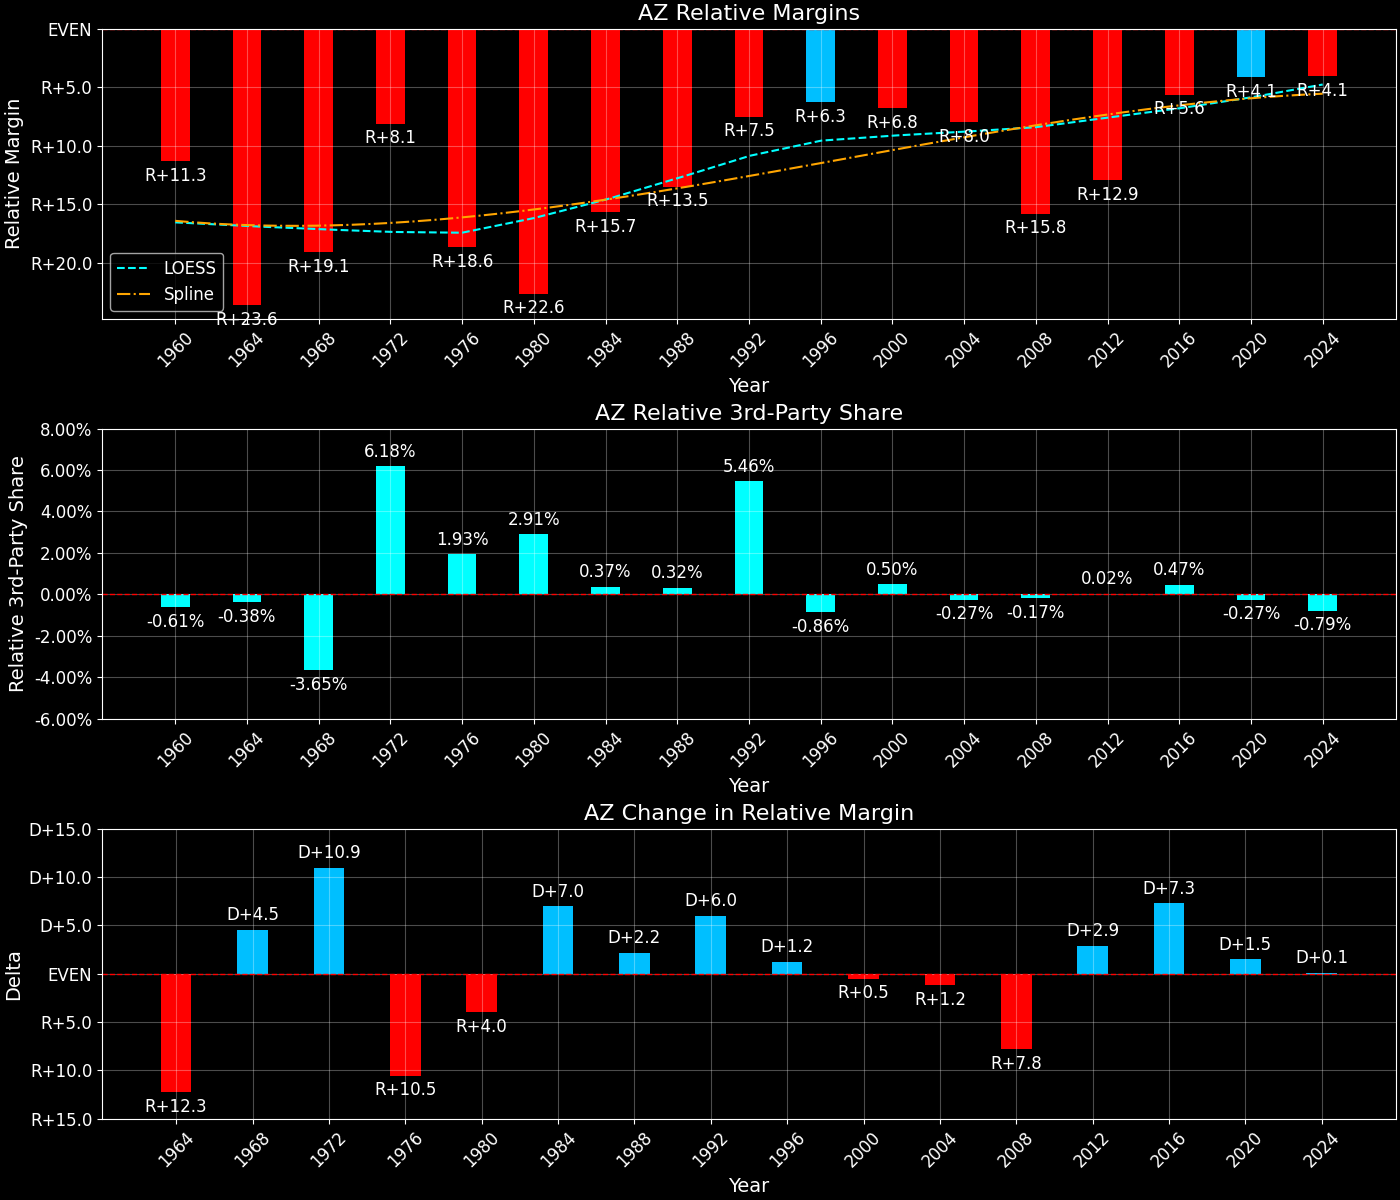 AZ Relative Margins
Relative Margin
EVEN
R+5.0
R+10.0
R+15.0
R+20.0
R+11.3
R+23.6
R+19.1
R+8.1
R+18.6
R+22.6
R+15.7
R+13.5
R+7.5
R+6.3
R+6.8
R+8.0
R+15.8
R+12.9
R+5.6
R+4.1
R+4.1
LOESS
Spline
1960
1964
1968
1972
1976
1980
1984
1988
1992
1996
2000
2004
2008
2012
2016
2020
2024
Year
AZ Relative 3rd-Party Share
Relative 3rd-Party Share
8.00%
6.00%
4.00%
2.00%
0.00%
-2.00%
-4.00%
-6.00%
-0.61%
-0.38%
-3.65%
6.18%
1.93%
2.91%
0.37%
0.32%
5.46%
-0.86%
0.50%
-0.27%
-0.17%
0.02%
0.47%
-0.27%
-0.79%
1960
1964
1968
1972
1976
1980
1984
1988
1992
1996
2000
2004
2008
2012
2016
2020
2024
Year
AZ Change in Relative Margin
Delta
D+15.0
D+10.0
D+5.0
EVEN
R+5.0
R+10.0
R+15.0
R+12.3
D+4.5
D+10.9
R+10.5
R+4.0
D+7.0
D+2.2
D+6.0
D+1.2
R+0.5
R+1.2
R+7.8
D+2.9
D+7.3
D+1.5
D+0.1
1964
1968
1972
1976
1980
1984
1988
1992
1996
2000
2004
2008
2012
2016
2020
2024
Year